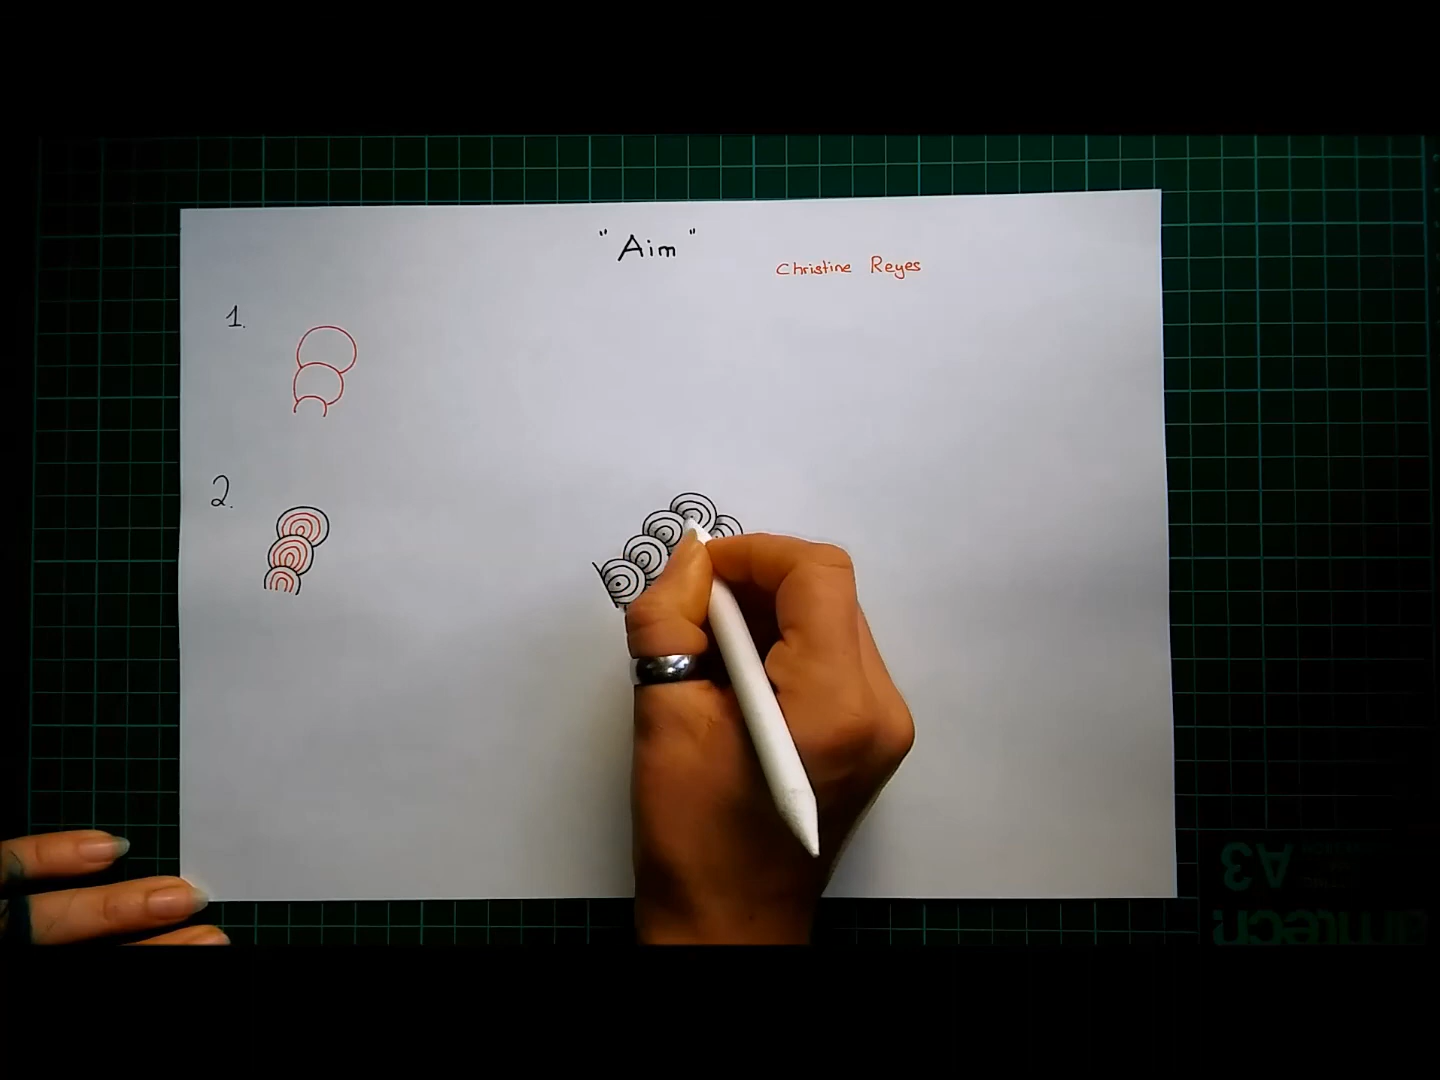 "Aim"
Christine Reyes
1.
2.
A3